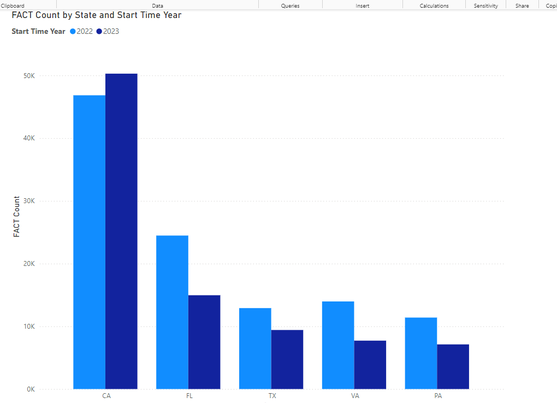 Clipboard Data Queries Insert Calculations Sensitivity Share Copi
FACT Count by State and Start Time Year
Start Time Year 2022 2023
50K
40K
30K
20K
10K
0K
FACT Count
CA FL TX VA PA